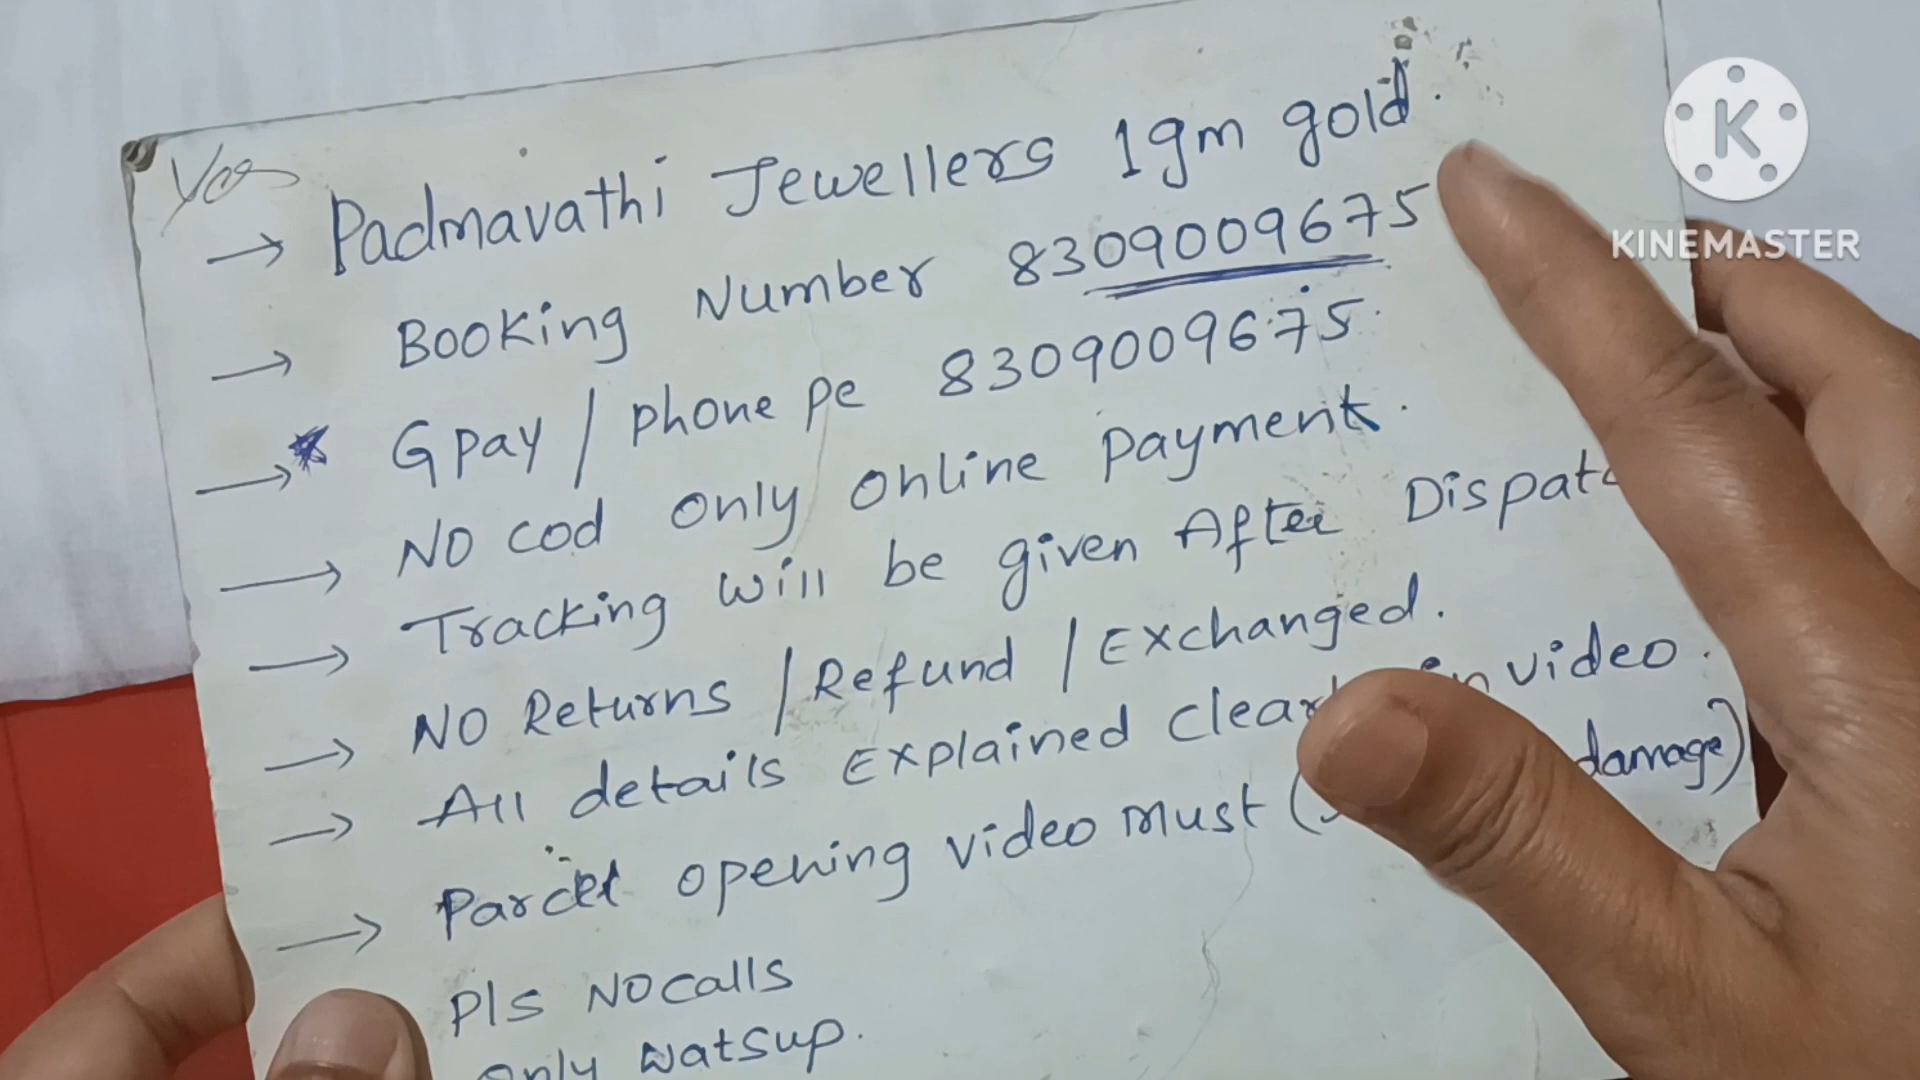 Yes
→ Padmavathi Jewellers 1gm gold.
→ Booking Number 8309009675
→* Gpay / phone pe 8309009675.
→ NO cod only online payment.
→ Tracking will be given After
→ NO Returns / Refund / Exchanged.
→ All details Explained video.
→ Parcel opening video must ( damage)
Pls NO calls
only watsup.
K
KINEMASTER